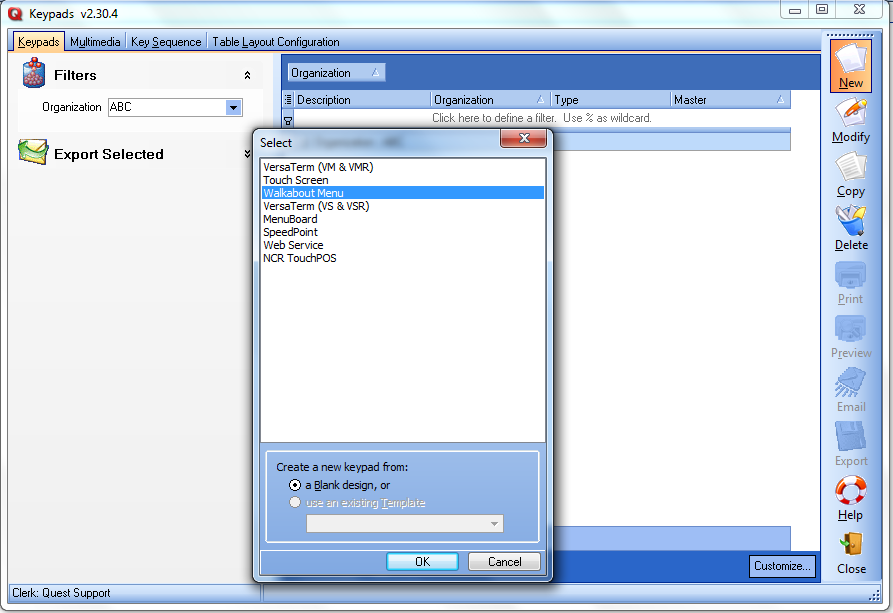 Keypads v2.30.4
Keypads Multimedia Key Sequence Table Layout Configuration
Filters
Organization ABC
Export Selected
Organization
Description Organization Type Master
Click here to define a filter. Use % as wildcard.
Select
VersaTerm (VM & VMR)
Touch Screen
Walkabout Menu
VersaTerm (VS & VSR)
MenuBoard
SpeedPoint
Web Service
NCR TouchPOS
Create a new keypad from:
a Blank design, or
use an existing Template
OK Cancel
Customize...
New
Modify
Copy
Delete
Print
Preview
Email
Export
Help
Close
Clerk: Quest Support